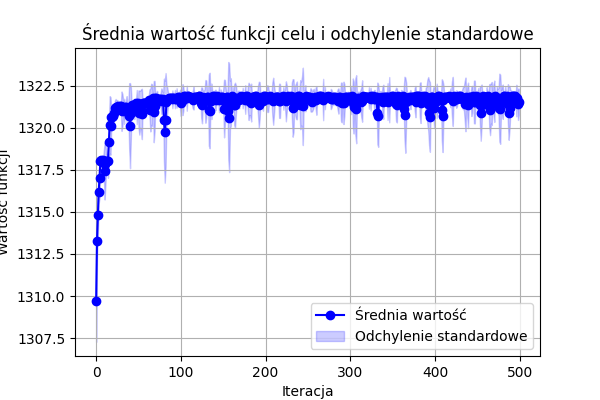 Średnia wartość funkcji celu i odchylenie standardowe
1322.5
1320.0
1317.5
1315.0
1312.5
1310.0
1307.5
Wartość funkcji
0
100
200
300
400
500
Iteracja
Średnia wartość
Odchylenie standardowe